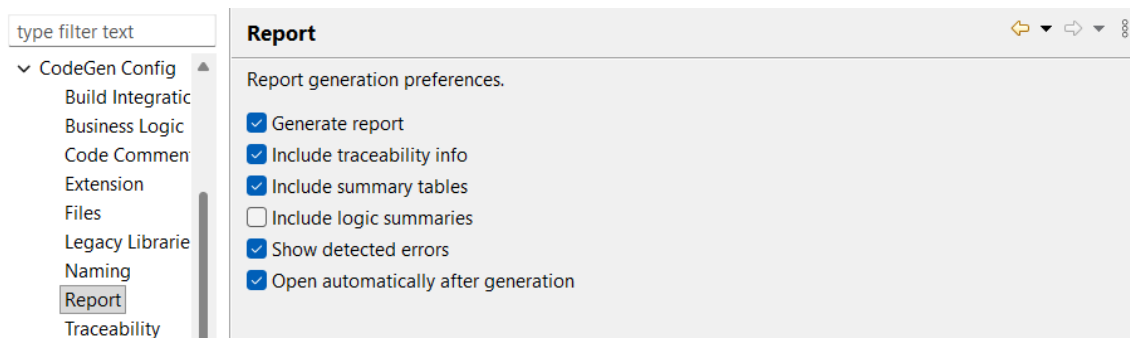 type filter text
CodeGen Config
Build Integratic
Business Logic
Code Commen
Extension
Files
Legacy Librarie
Naming
Report
Traceability
Report
Report generation preferences.
Generate report
Include traceability info
Include summary tables
Include logic summaries
Show detected errors
Open automatically after generation